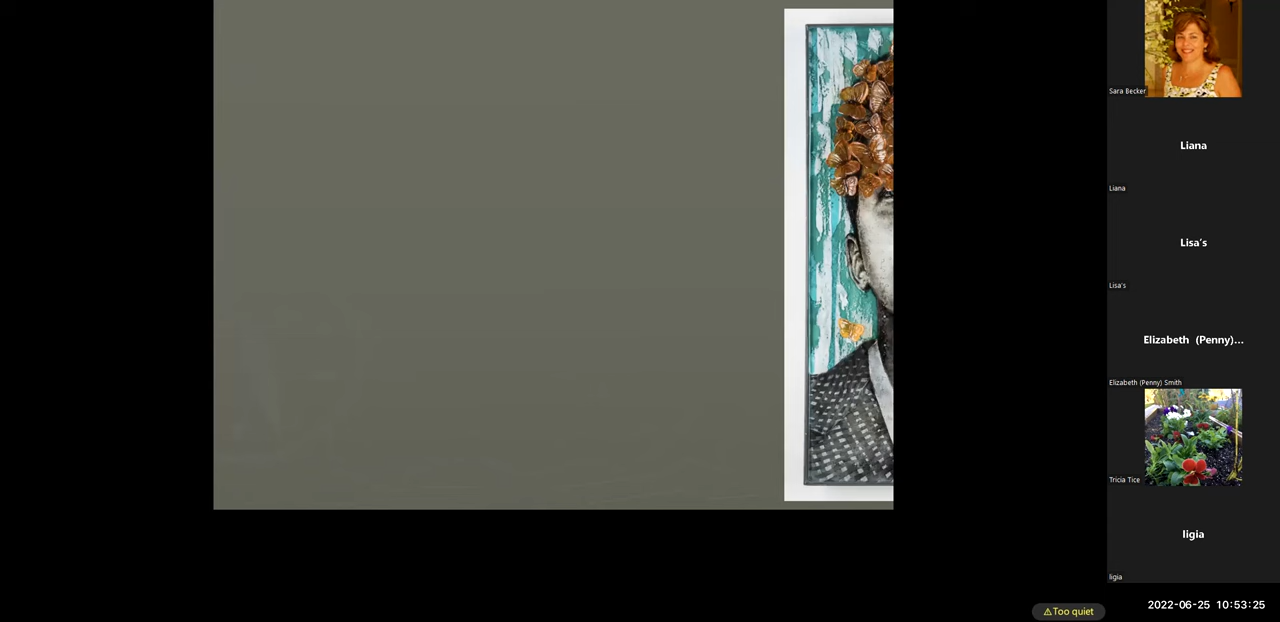 Sara Becker
Liana
Liana
Lisa's
Lisa's
Elizabeth (Penny)...
Elizabeth (Penny) Smith
Tricia Tice
ligia
ligia
⚠Too quiet
2022-06-25 10:53:25